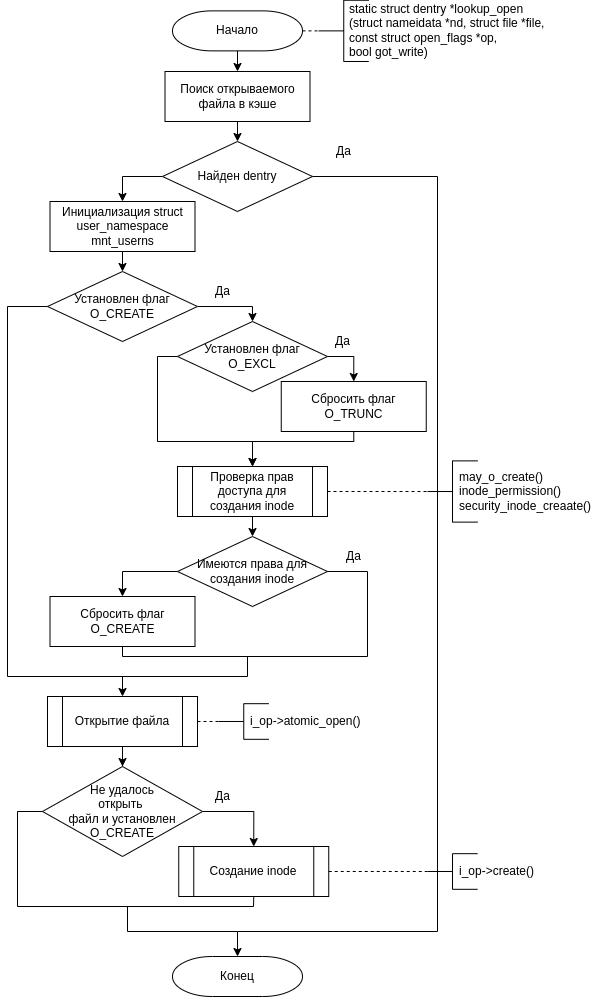 Начало
static struct dentry *lookup_open
(struct nameidata *nd, struct file *file,
const struct open_flags *op,
bool got_write)
Поиск открываемого
файла в кэше
Да
Найден dentry
Инициализация struct
user_namespace
mnt_userns
Да
Установлен флаг
O_CREATE
Да
Установлен флаг
O_EXCL
Сбросить флаг
O_TRUNC
Проверка прав
доступа для
создания inode
may_o_create()
inode_permission()
security_inode_creaate()
Да
Имеются права для
создания inode
Сбросить флаг
O_CREATE
Открытие файла
i_op->atomic_open()
Не удалось
открыть
файл и установлен
O_CREATE
Да
Создание inode
i_op->create()
Конец